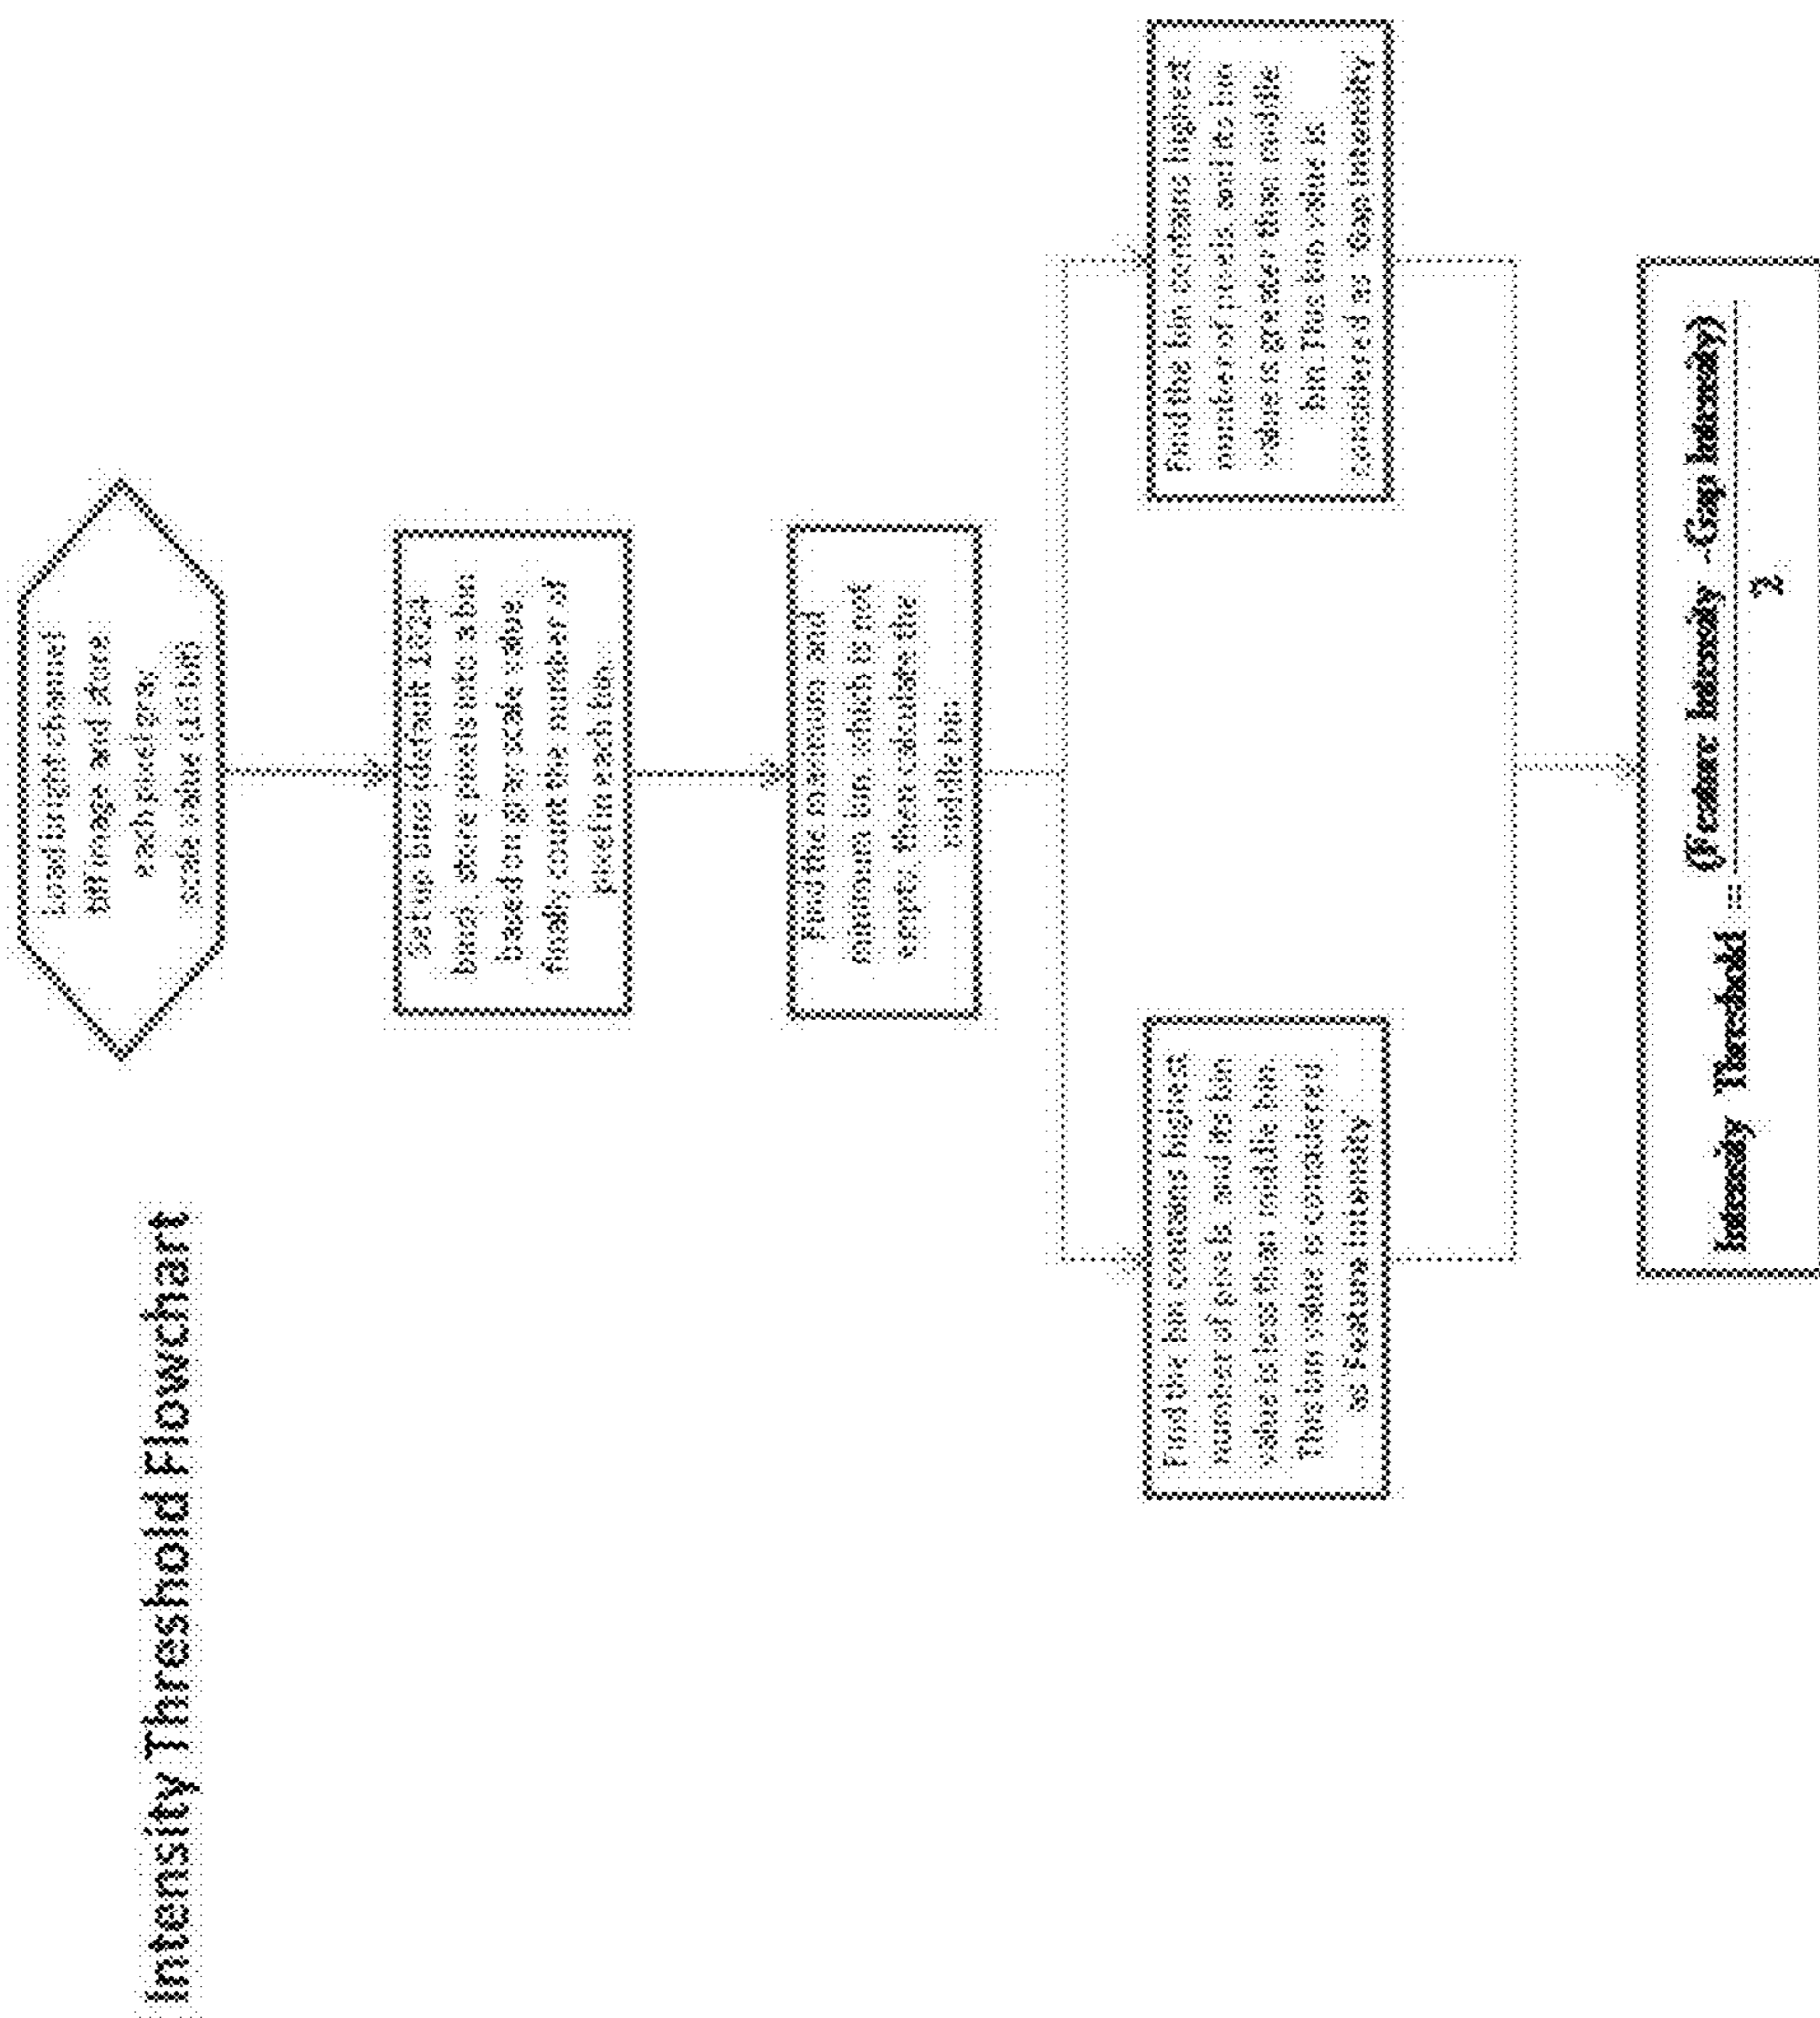 Intensity Threshold Flowchart
Load bright channel
tiff image and store
each pixel gray
scale value 
Set up bins (default 1024
bins), store pixels into a bin
based on gray scale value
finally count the number of
pixel in each bin.
Find the maximum and
minimum bin, which is not
empty, then calculate the
middle bin
Find the bin contains highest
number of pixels and its bin
value is less than middle bin
This bin value is considered
as Feature intensity
Find the bin contains highest
number of pixels and its bin
value is greater than middle
bin This bin value is
considered as Gap intensity
(Feature Intensity -Gap Intensity)
Intensity Threshold =
2